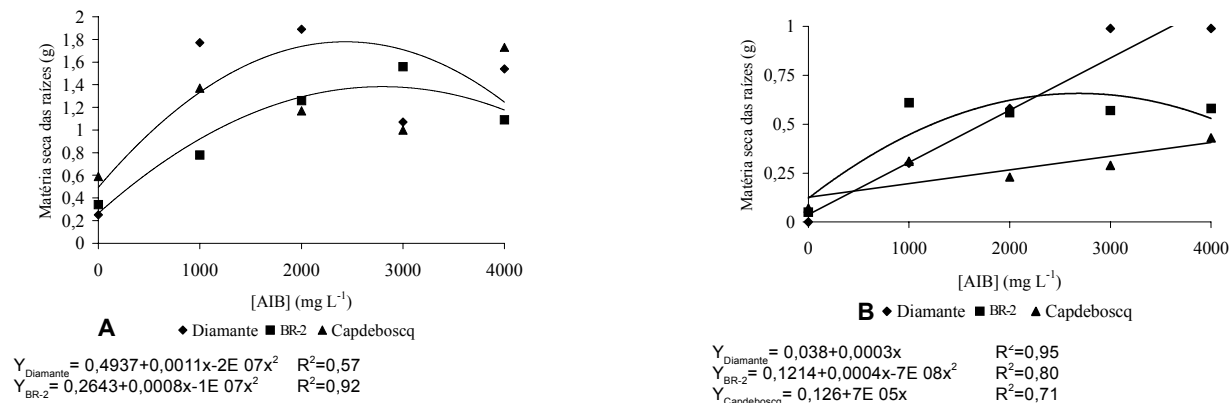 Matéria seca das raízes (g)
2
1,8
1,6
1,4
1,2
1
0,8
0,6
0,4
0,2
0
0 1000 2000 3000 4000
[AIB] (mg L-1)
A Diamante BR-2 Capdeboscq
YDiamante= 0,4937+0,0011x-2E 07x2 R2=0,57
YBR-2= 0,2643+0,0008x-1E 07x2 R2=0,92
Matéria seca das raízes (g)
1
0,75
0,5
0,25
0
0 1000 2000 3000 4000
[AIB] (mg L-1)
B Diamante BR-2 Capdeboscq
YDiamante= 0,038+0,0003x R2=0,95
YBR-2= 0,1214+0,0004x-7E 08x2 R2=0,80
YCapdeboscq= 0,126+7E 05x R2=0,71